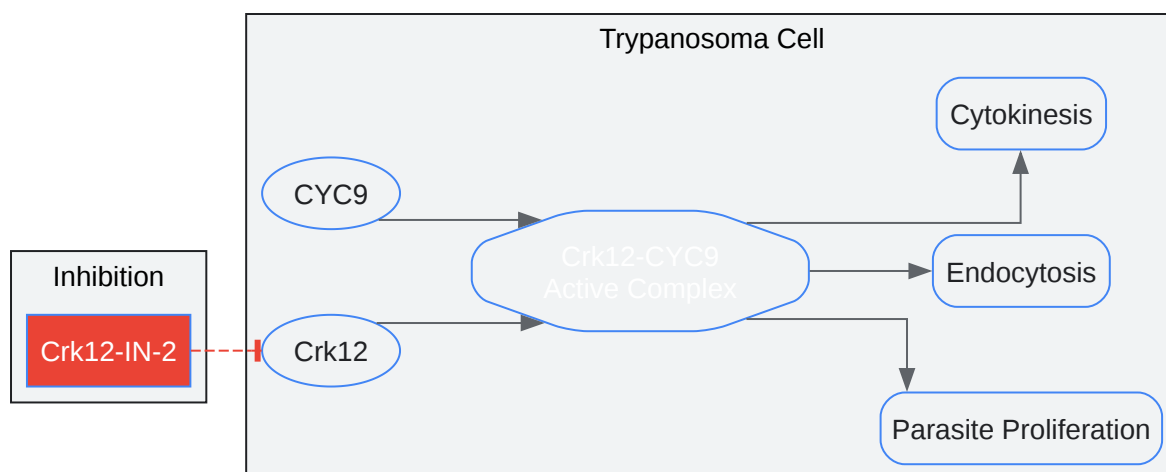 Trypanosoma Cell
Cytokinesis
CYC9
Crk12-CYC9
Active Complex
Endocytosis
Inhibition
Crk12-IN-2
Crk12
Parasite Proliferation